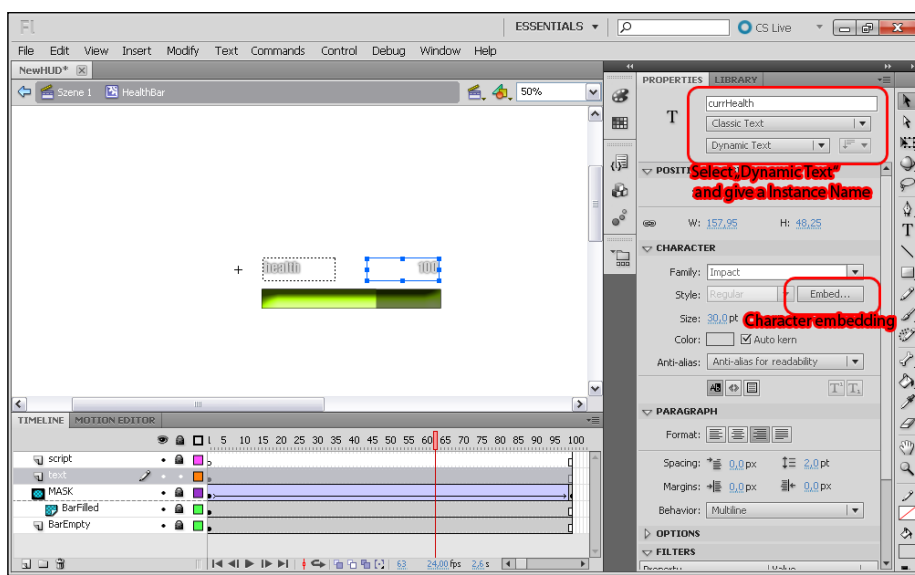 Fl ESSENTIALS CS Live
File Edit View Insert Modify Text Commands Control Debug Window Help
NewHUD*
Szene 1 HealthBar 50%
PROPERTIES LIBRARY
currHealth
T Classic Text
Dynamic Text
Select „Dynamic Text"
and give a Instance Name
W: 157,95 H: 48,25
CHARACTER
Family: Impact
Style: Regular Embed...
Character embedding
Size: 30,0 pt
Color: Auto kern
Anti-alias: Anti-alias for readability
PARAGRAPH
Format:
Spacing: 0,0 px 2,0 pt
Margins: 0,0 px 0,0 px
Behavior: Multiline
OPTIONS
FILTERS
Property Value
health 100
TIMELINE MOTION EDITOR
1 5 10 15 20 25 30 35 40 45 50 55 60 65 70 75 80 85 90 95 100
script
text
MASK
BarFilled
BarEmpty
63 24,00 fps 2,6 s